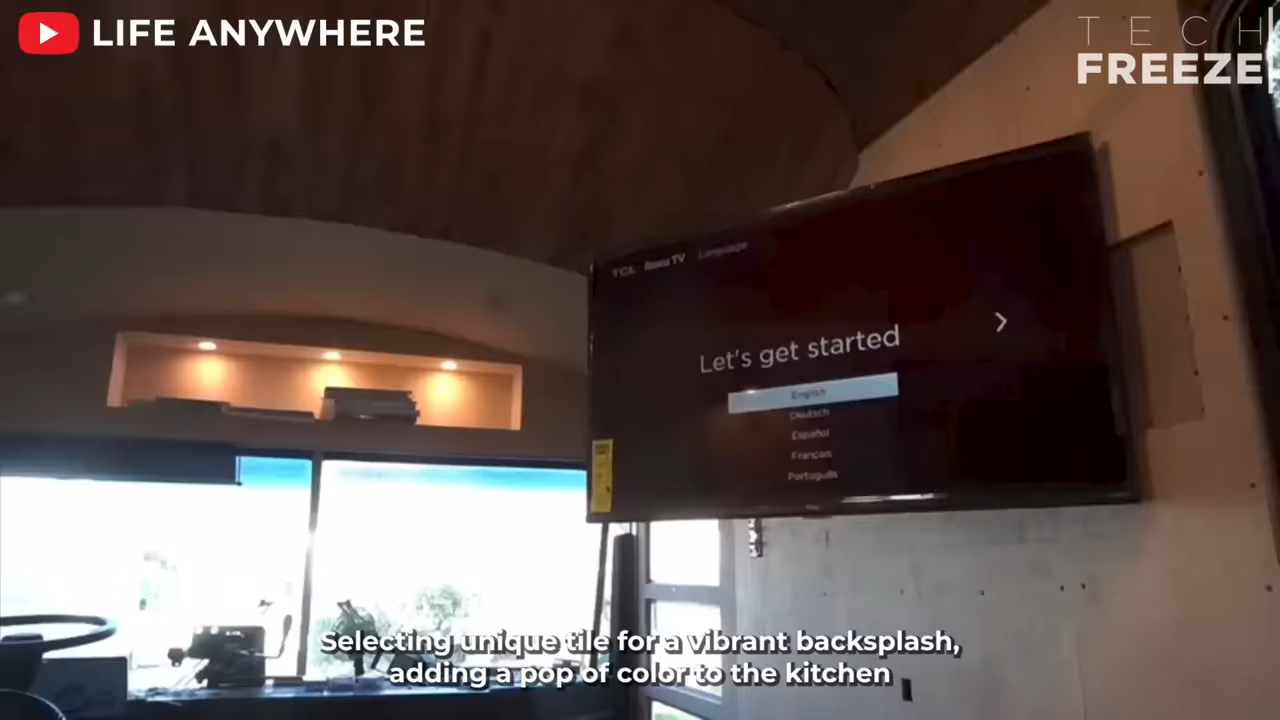 LIFE ANYWHERE
TECH
FREEZE
TCL Roku TV Language
Let's get started
English
Deutsch
Español
Français
Português
Selecting unique tile for a vibrant backsplash,
adding a pop of color to the kitchen